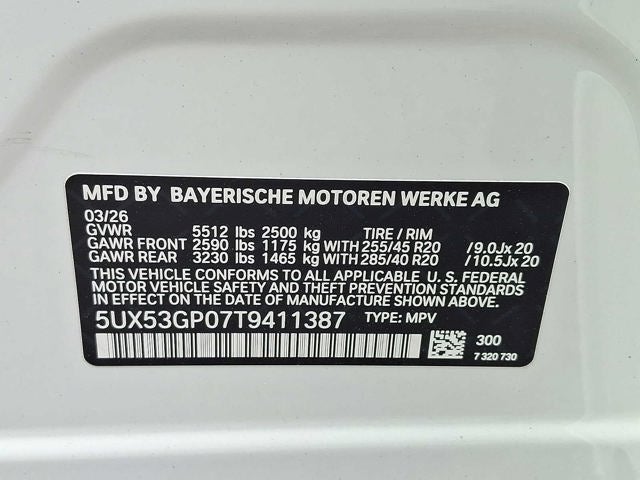 MFD BY BAYERISCHE MOTOREN WERKE AG
03/26
GVWR 5512 lbs 2500 kg TIRE / RIM
GAWR FRONT 2590 lbs 1175 kg WITH 255/45 R20 /9.0Jx 20
GAWR REAR 3230 lbs 1465 kg WITH 285/40 R20 /10.5Jx 20
THIS VEHICLE CONFORMS TO ALL APPLICABLE U. S. FEDERAL
MOTOR VEHICLE SAFETY AND THEFT PREVENTION STANDARDS
IN EFFECT ON THE DATE OF MANUFACTURE SHOWN ABOVE.
5UX53GP07T9411387 TYPE: MPV
300
7 320 730